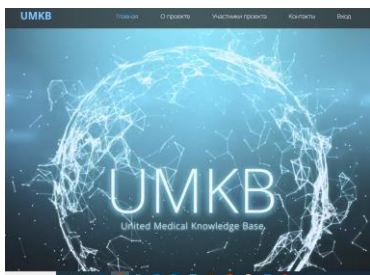 UMKB Главная О проекте Участники проекта Контакты Вход
UMKB
United Medical Knowledge Base